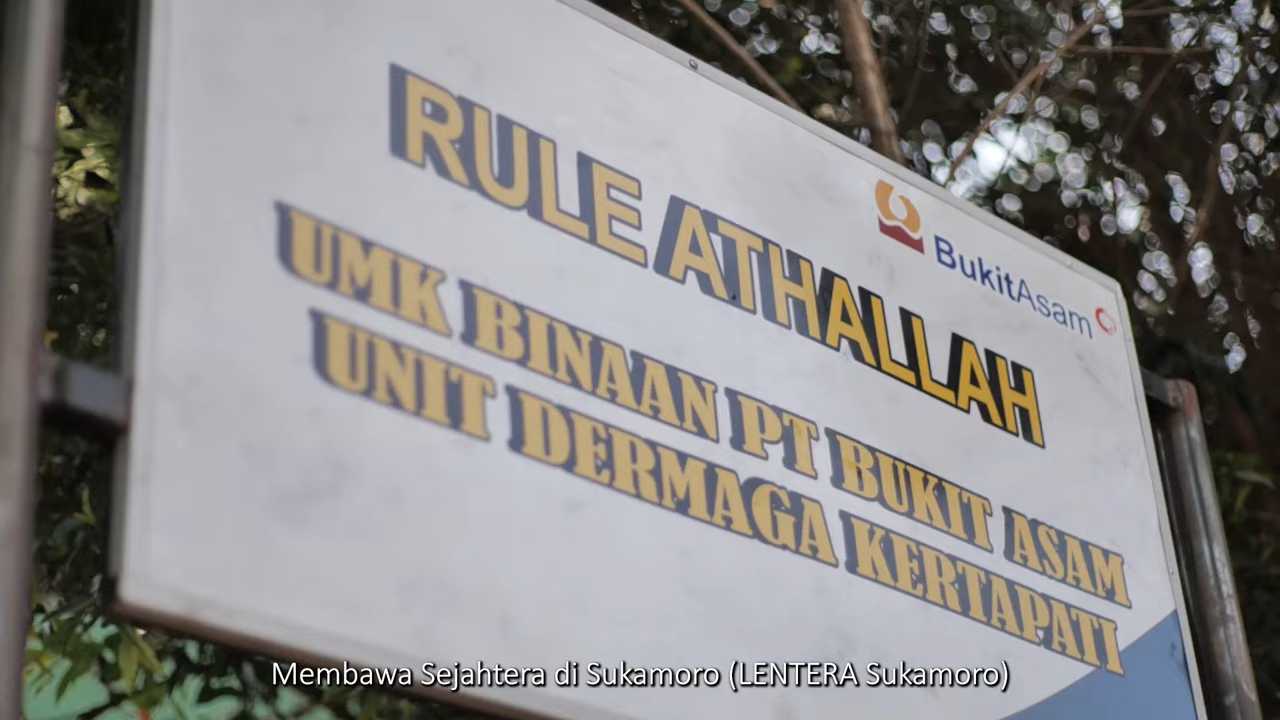 RULE ATHALLAH
BukitAsam
UMK BINAAN PT BUKIT ASAM
UNIT DERMAGA KERTAPATI
Membawa Sejahtera di Sukamoro (LENTERA Sukamoro)